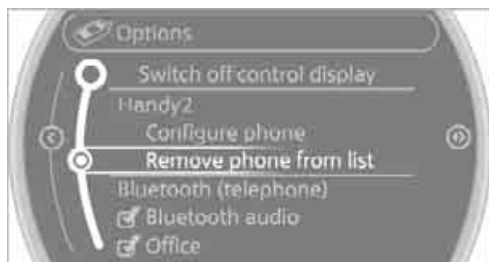 Options
Switch off control display
Handy2
Configure phone
Remove phone from list
Bluetooth (telephone)
Bluetooth audio
Office